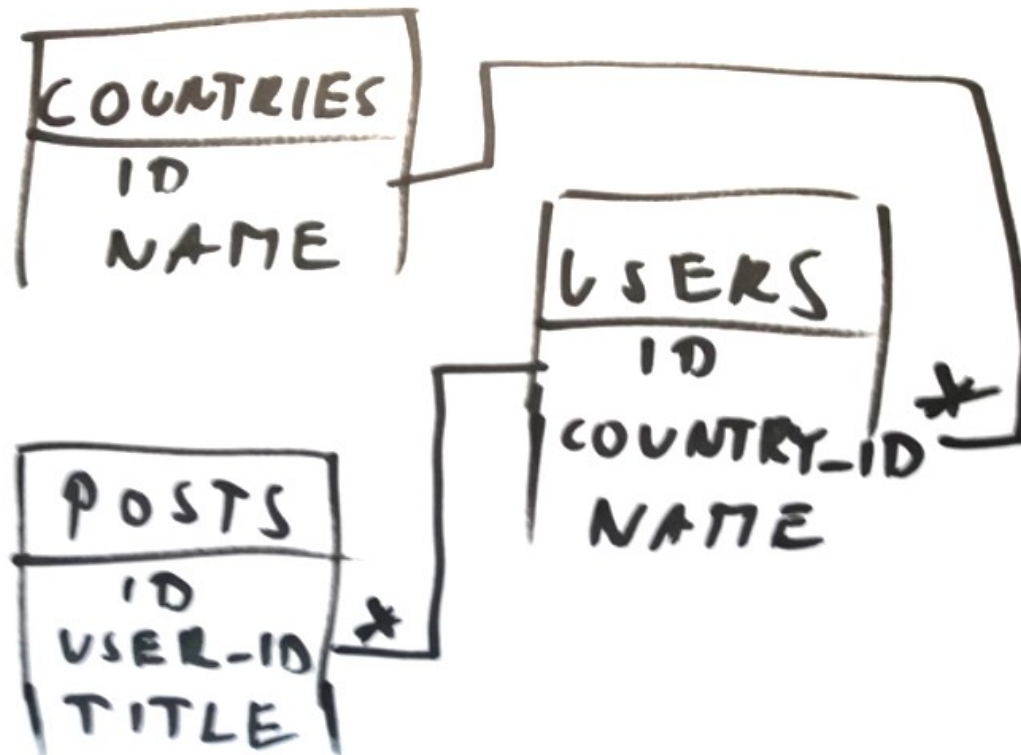 COUNTRIES
ID
NAME
USERS
ID
COUNTRY_ID
*
NAME
POSTS
ID
USER_ID
*
TITLE